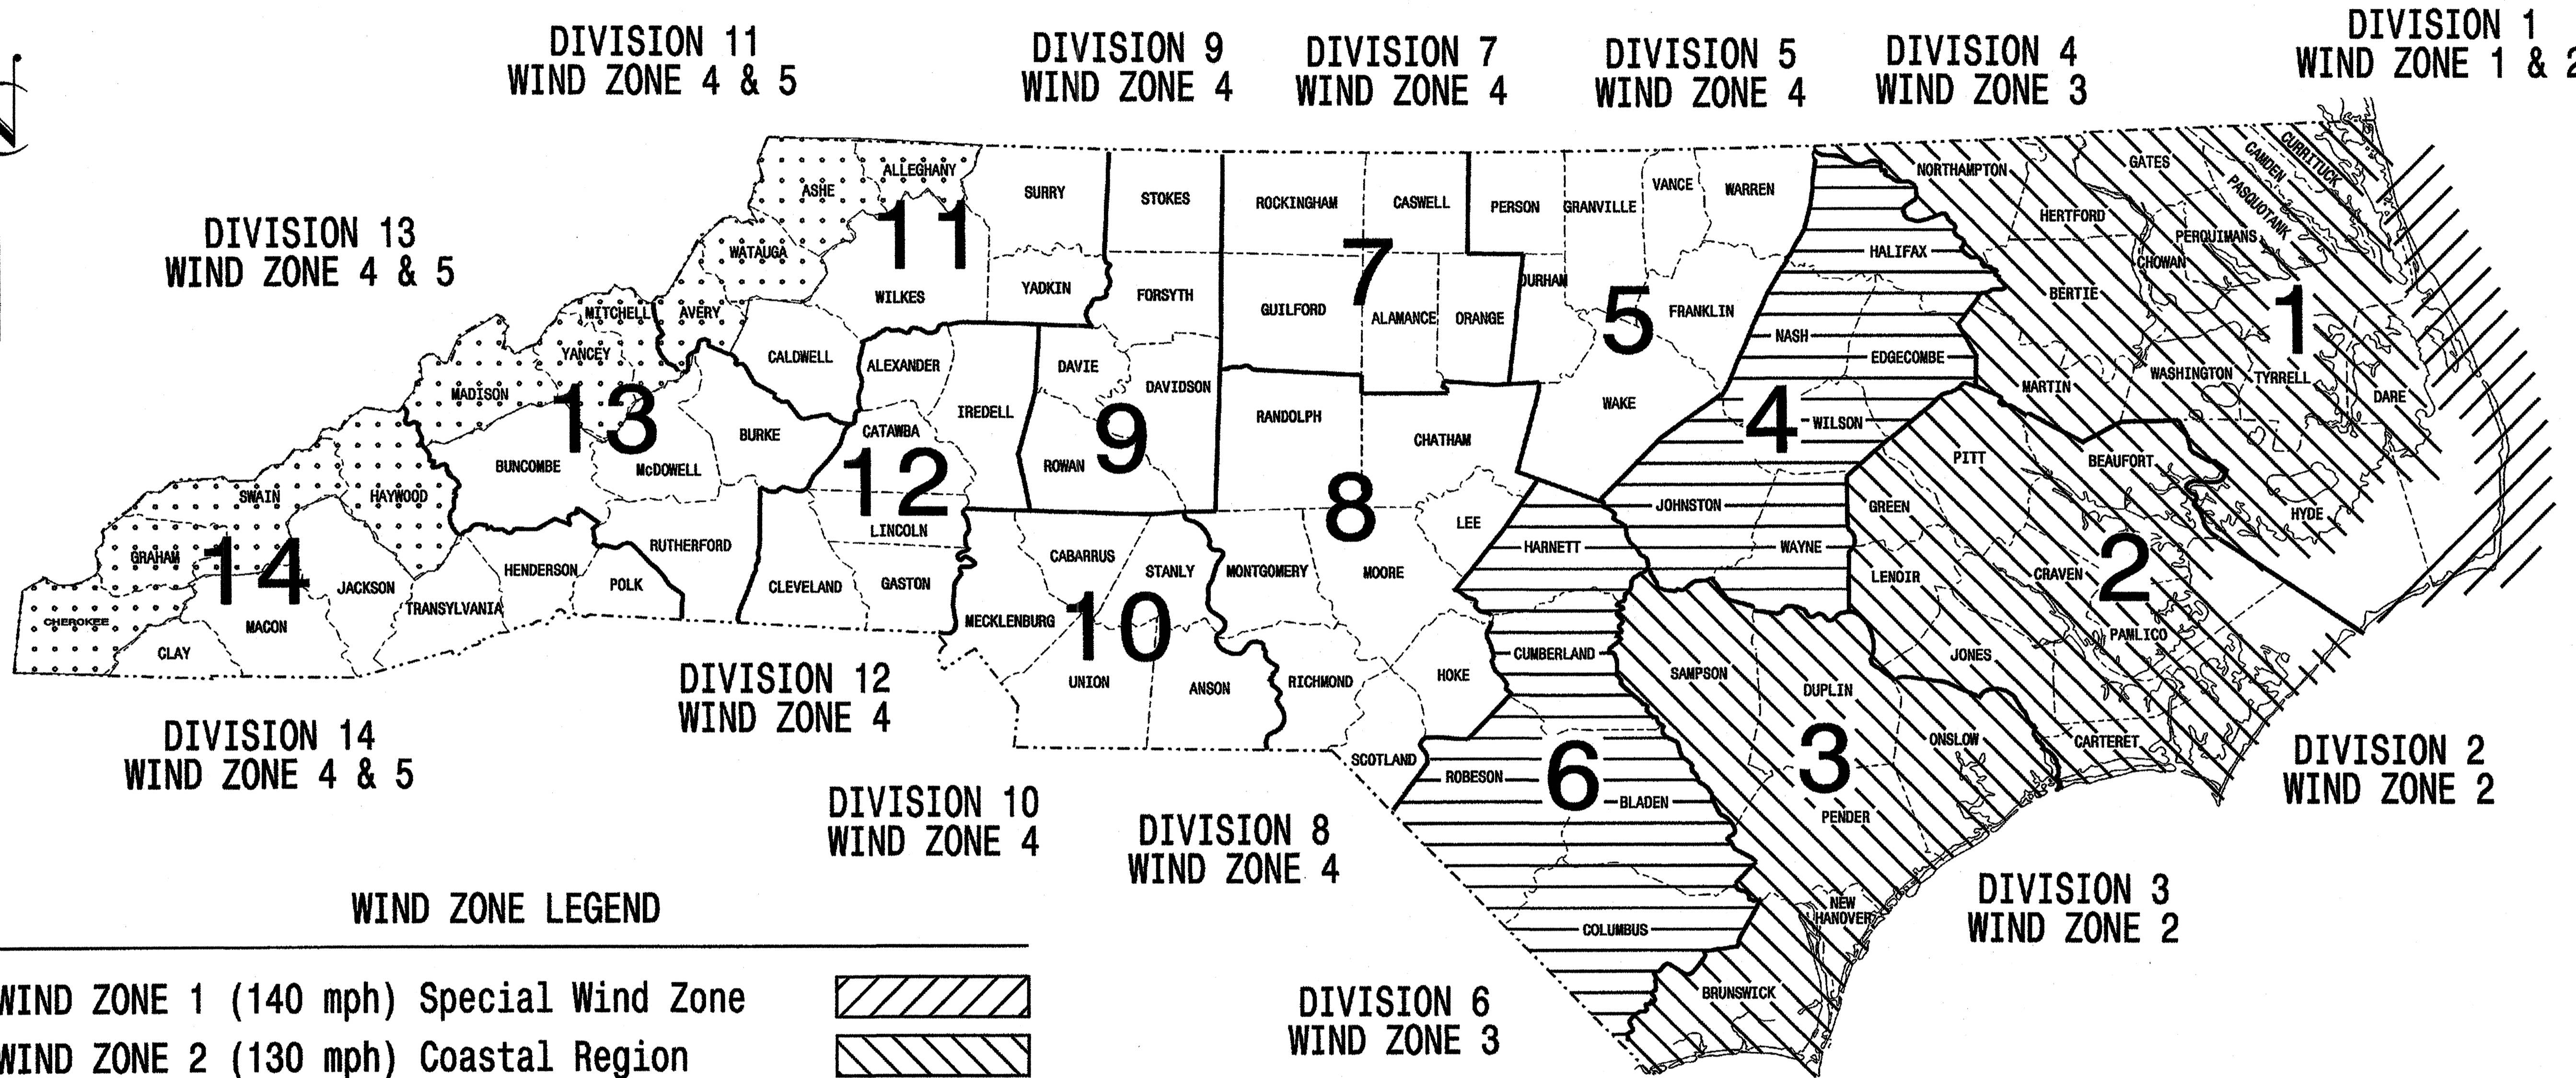 DIVISION 11
WIND ZONE 4 & 5
DIVISION 9
WIND ZONE 4
DIVISION 7
WIND ZONE 4
DIVISION 5
WIND ZONE 4
DIVISION 4
WIND ZONE 3
DIVISION 1
WIND ZONE 1 & 2
N
DIVISION 13
WIND ZONE 4 & 5
ASHE
ALLEGHANY
SURRY
STOKES
ROCKINGHAM
CASWELL
PERSON
GRANVILLE
VANCE
WARREN
NORTHAMPTON
GATES
CAMDEN
CURRITUCK
PASQUOTANK
HERTFORD
PERQUIMANS
CHOWAN
HALIFAX
BERTIE
11
7
5
1
WATAUGA
WILKES
YADKIN
FORSYTH
GUILFORD
ALAMANCE
ORANGE
DURHAM
FRANKLIN
NASH
EDGECOMBE
MARTIN
WASHINGTON
TYRRELL
DARE
MITCHELL
AVERY
YANCEY
CALDWELL
ALEXANDER
DAVIE
DAVIDSON
MADISON
13
BURKE
IREDELL
CATAWBA
ROWAN
9
RANDOLPH
CHATHAM
WAKE
4
WILSON
PITT
BEAUFORT
HYDE
BUNCOMBE
McDOWELL
12
LINCOLN
8
LEE
JOHNSTON
GREEN
SWAIN
HAYWOOD
GRAHAM
14
JACKSON
HENDERSON
POLK
RUTHERFORD
CLEVELAND
GASTON
CABARRUS
STANLY
MONTGOMERY
MOORE
HARNETT
WAYNE
LENOIR
CRAVEN
2
CHEROKEE
CLAY
MACON
TRANSYLVANIA
MECKLENBURG
10
UNION
ANSON
RICHMOND
HOKE
CUMBERLAND
SAMPSON
DUPLIN
JONES
PAMLICO
SCOTLAND
ROBESON
6
BLADEN
3
PENDER
ONSLOW
CARTERET
COLUMBUS
NEW
HANOVER
BRUNSWICK
DIVISION 14
WIND ZONE 4 & 5
DIVISION 12
WIND ZONE 4
DIVISION 10
WIND ZONE 4
DIVISION 8
WIND ZONE 4
DIVISION 2
WIND ZONE 2
DIVISION 3
WIND ZONE 2
DIVISION 6
WIND ZONE 3
WIND ZONE LEGEND
WIND ZONE 1 (140 mph) Special Wind Zone
WIND ZONE 2 (130 mph) Coastal Region